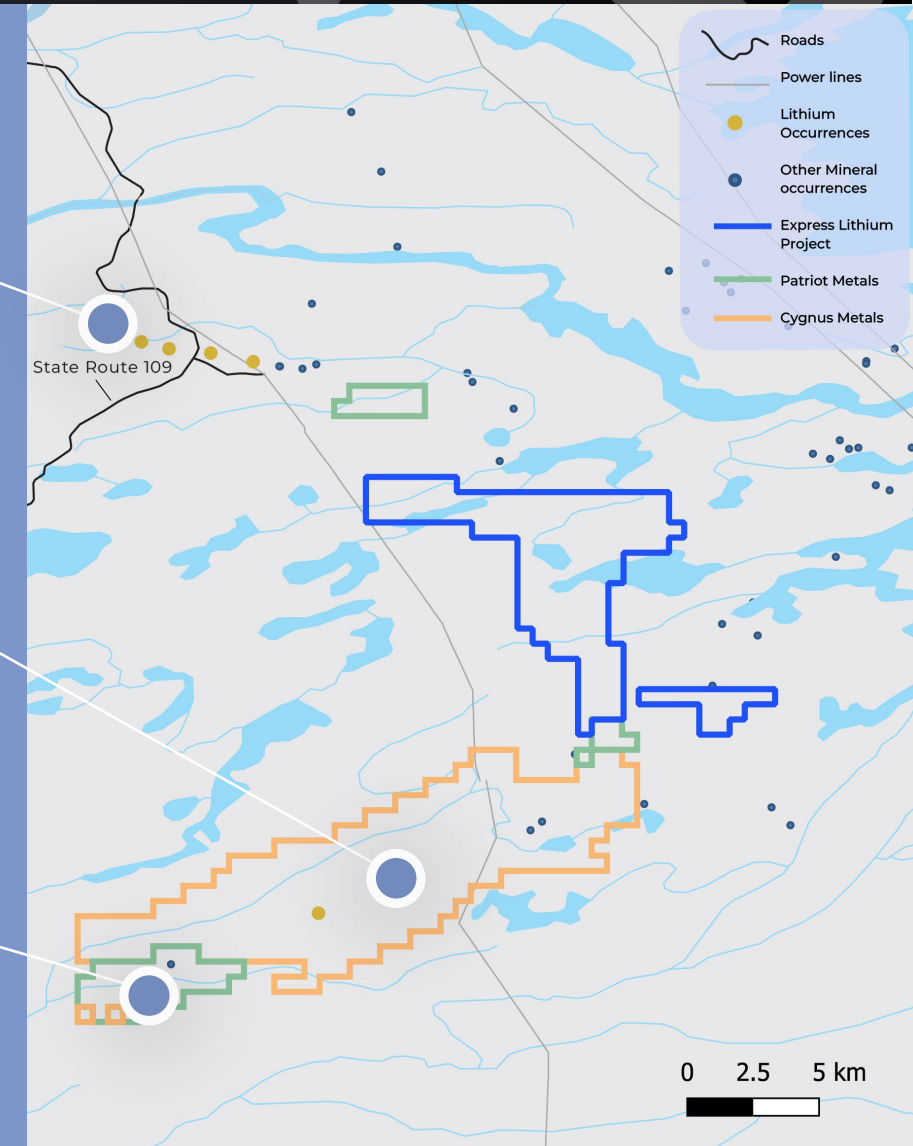 Roads
Power lines
Lithium
Occurrences
Other Mineral
occurrences
Express Lithium
Project
Patriot Metals
Cygnus Metals
State Route 109
0 2.5 5 km